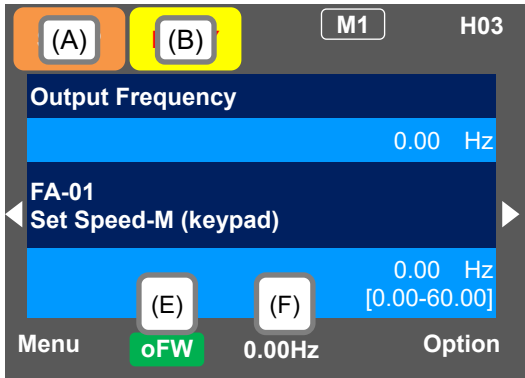 (A) (B) M1 H03
Output Frequency
0.00 Hz
FA-01
Set Speed-M (keypad)
0.00 Hz
[0.00-60.00]
(E) (F)
Menu oFW 0.00Hz Option